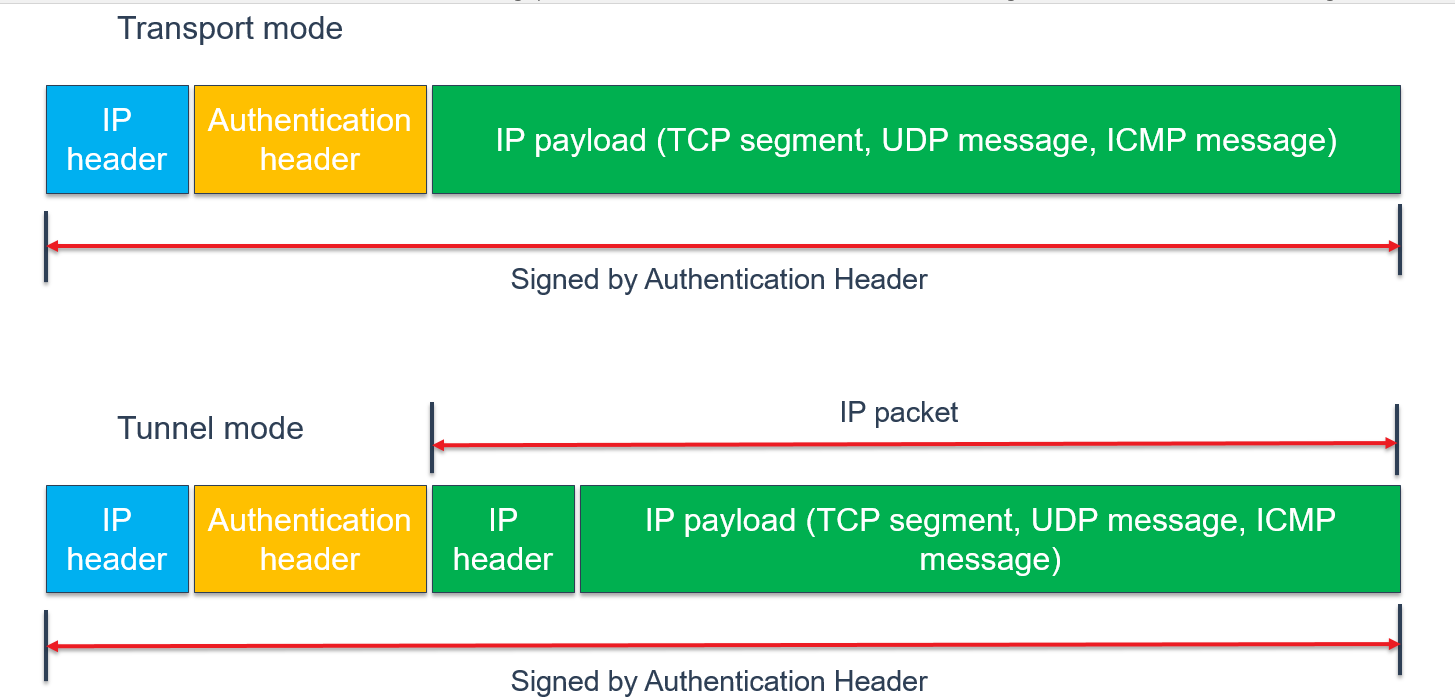 Transport mode
IP
header
Authentication
header
IP payload (TCP segment, UDP message, ICMP message)
Signed by Authentication Header
IP packet
Tunnel mode
IP
header
Authentication
header
IP
header
IP payload (TCP segment, UDP message, ICMP
message)
Signed by Authentication Header